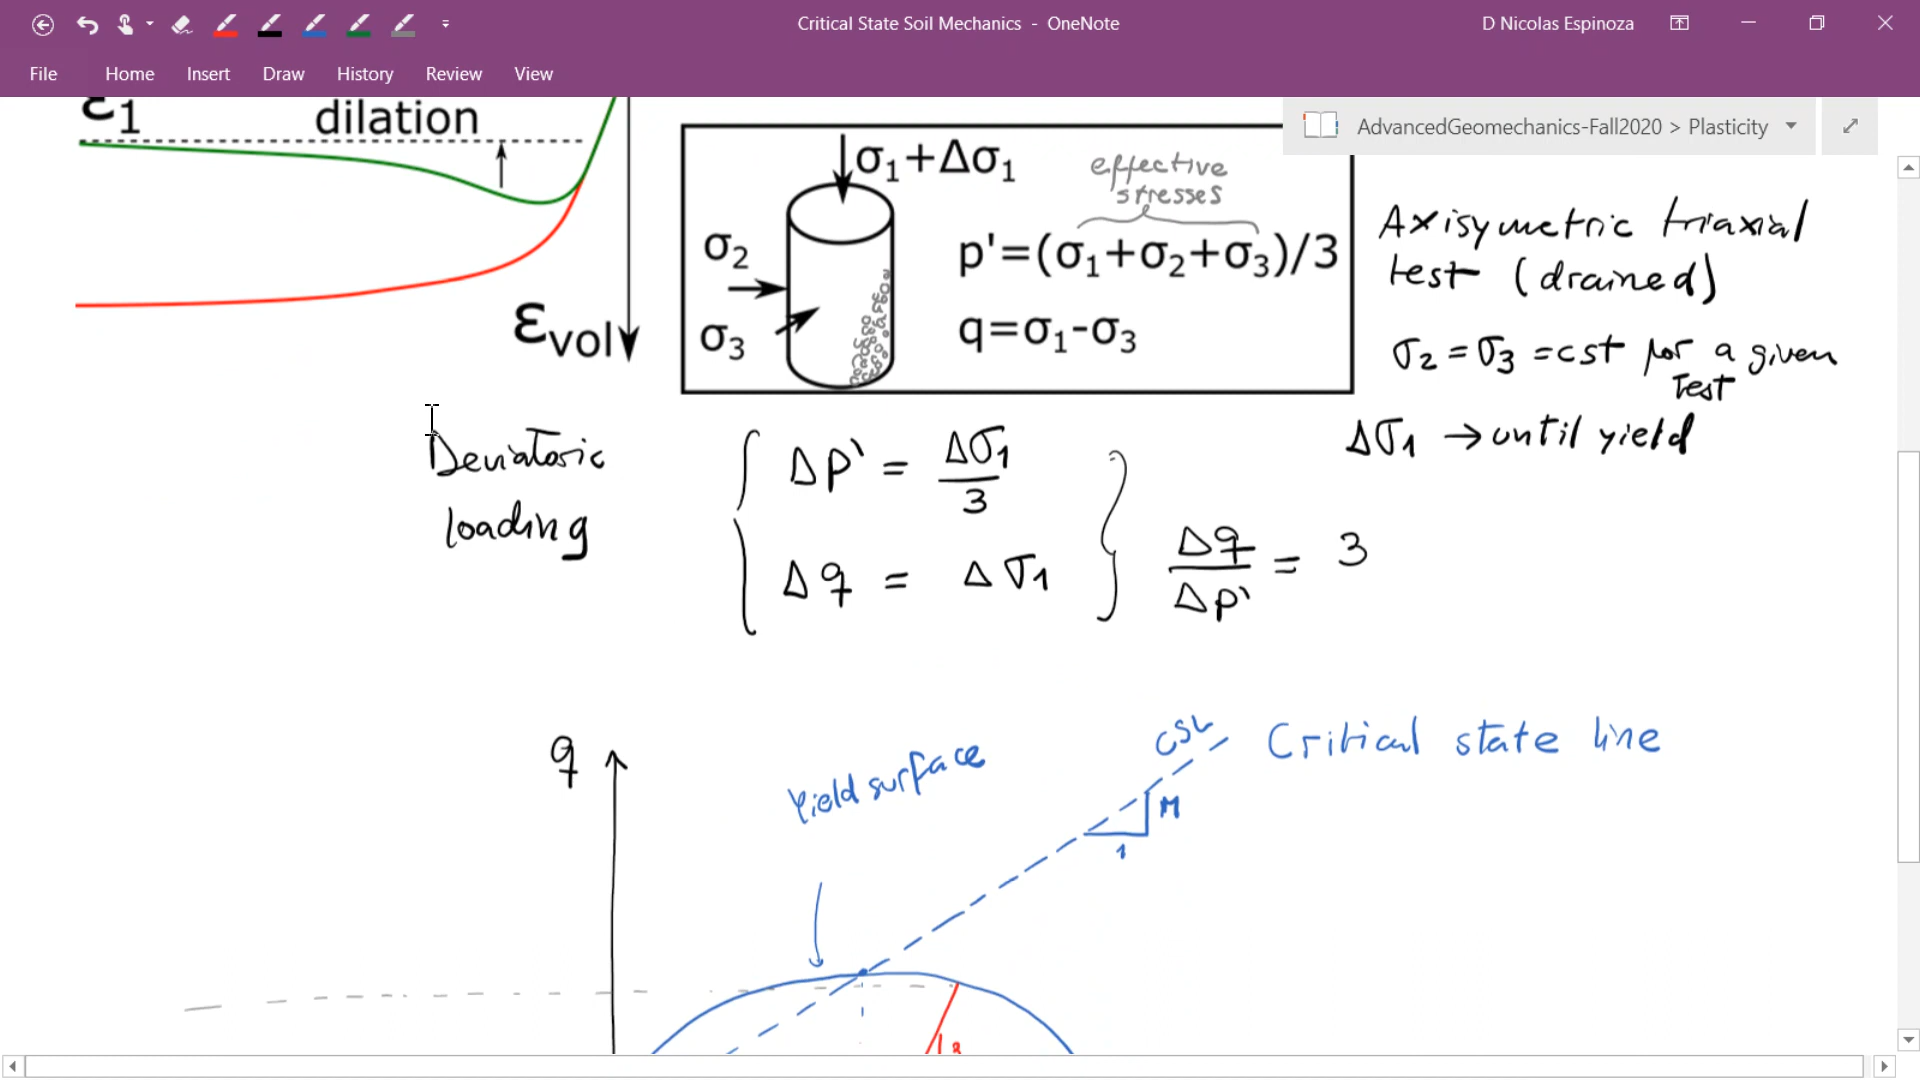 Critical State Soil Mechanics - OneNote
D Nicolas Espinoza
File Home Insert Draw History Review View
AdvancedGeomechanics-Fall2020 > Plasticity
ε1
dilation
εvol
σ1+Δσ1
effective
stresses
σ2
p'=(σ1+σ2+σ3)/3
σ3
q=σ1-σ3
Axisymetric triaxial
test (drained)
σ2 = σ3 = cst for a given
Test
Δσ1 → until yield
Deviatoric
loading
Δp' = Δσ1/3
Δq = Δσ1
Δq/Δp' = 3
q
Yield surface
CSL
Critical state line
M
1
3